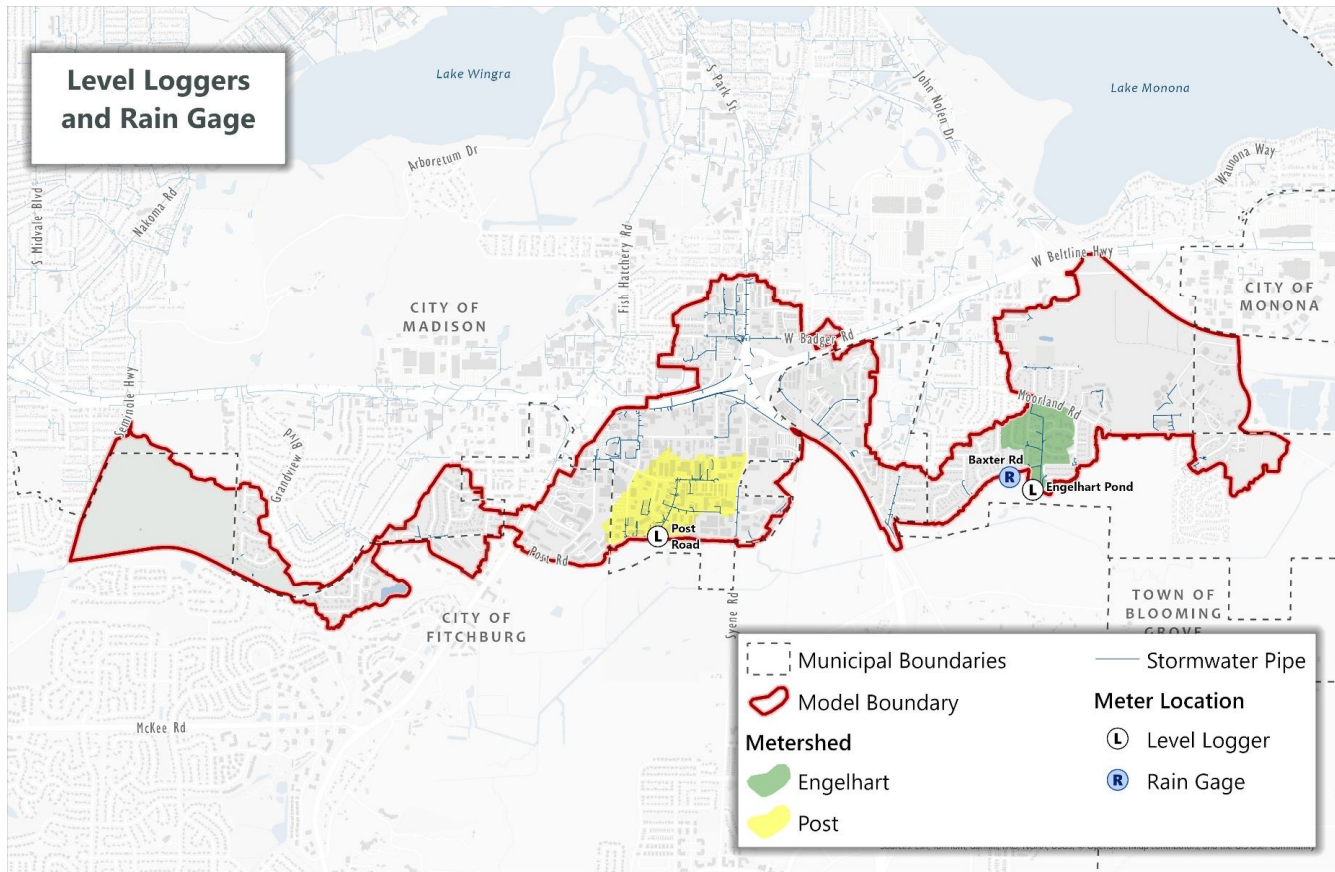 Level Loggers
and Rain Gage
Lake Wingra
Lake Monona
S Park St
John Nolen Dr
Arboretum Dr
Waunona Way
S Midvale Blvd
Nakoma Rd
Fish Hatchery Rd
W Beltline Hwy
CITY OF
MADISON
CITY OF
MONONA
W Badger Rd
Seminole Hwy
Grandview Blvd
Moorland Rd
Baxter Rd
R
L
Engelhart Pond
L
Post
Road
Post Rd
CITY OF
FITCHBURG
Syene Rd
TOWN OF
BLOOMING
GROVE
McKee Rd
Municipal Boundaries
Model Boundary
Metershed
Engelhart
Post
Stormwater Pipe
Meter Location
L Level Logger
R Rain Gage